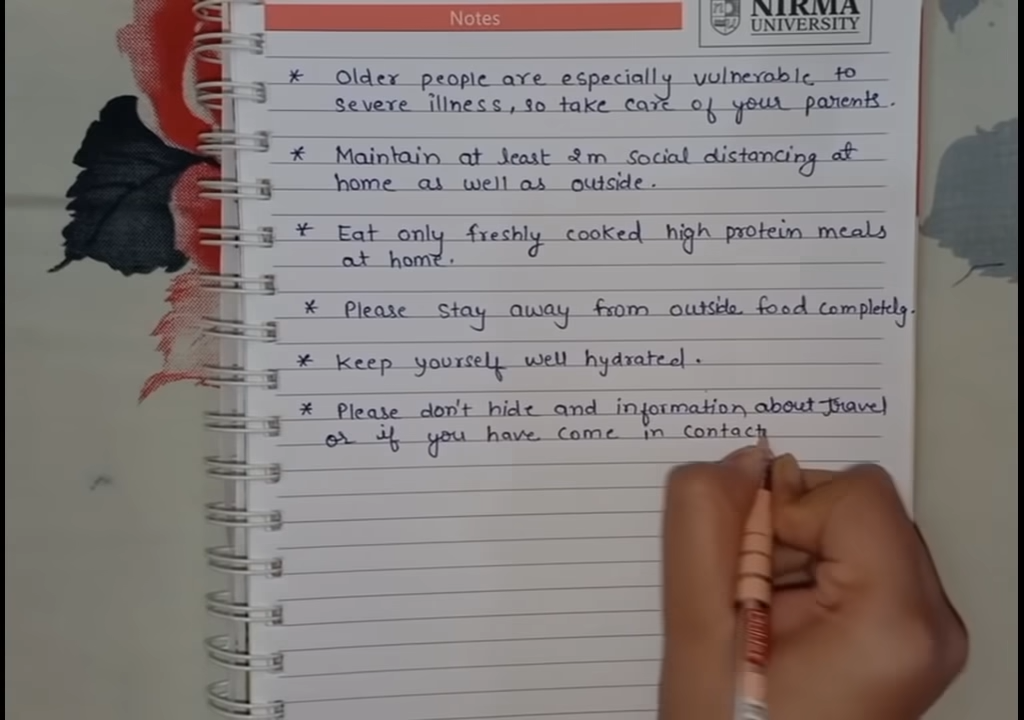 Notes
NIRMA
UNIVERSITY
* Older people are especially vulnerable to
severe illness, so take care of your parents.
* Maintain at least 2m social distancing at
home as well as outside.
* Eat only freshly cooked high protein meals
at home.
* Please stay away from outside food completely.
* Keep yourself well hydrated.
* Please don't hide and information about travel
or if you have come in contact